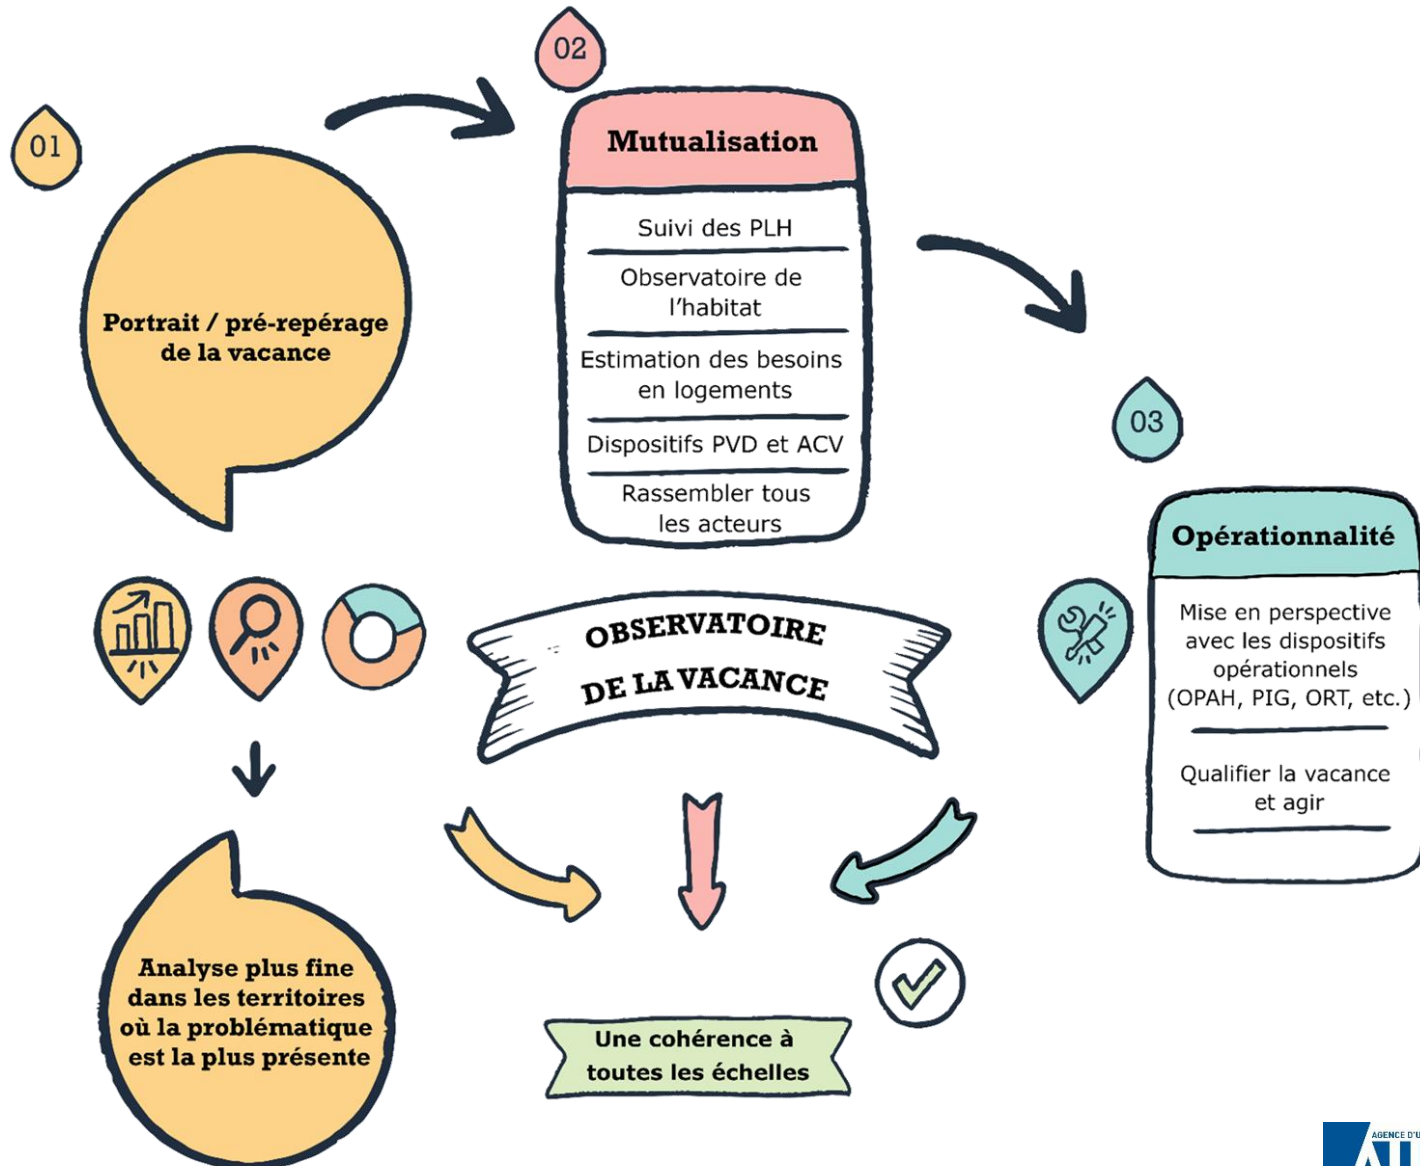 01
Portrait / pré-repérage
de la vacance
02
Mutualisation
Suivi des PLH
Observatoire de
l'habitat
Estimation des besoins
en logements
Dispositifs PVD et ACV
Rassembler tous
les acteurs
03
Opérationnalité
Mise en perspective
avec les dispositifs
opérationnels
(OPAH, PIG, ORT, etc.)
Qualifier la vacance
et agir
OBSERVATOIRE
DE LA VACANCE
Analyse plus fine
dans les territoires
où la problématique
est la plus présente
Une cohérence à
toutes les échelles
AGENCE D'U